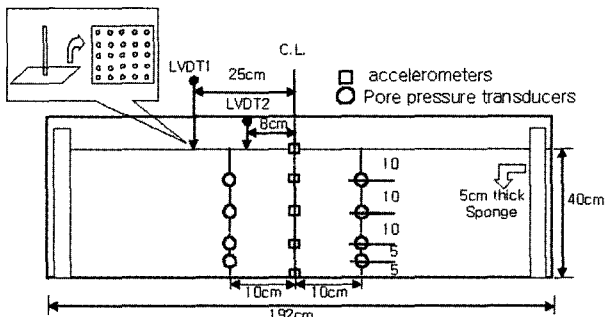 C.L.
LVDT1
25cm
accelerometers
Pore pressure transducers
LVDT2
8cm
10
10
10
5
5
5cm thick
Sponge
40cm
10cm
10cm
192cm